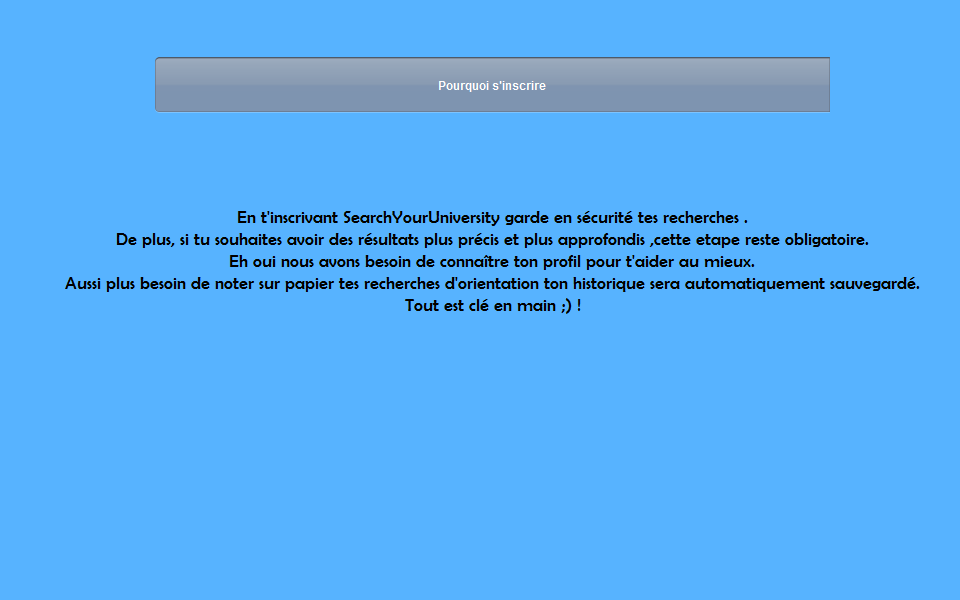 Pourquoi s'inscrire
En t'inscrivant SearchYourUniversity garde en sécurité tes recherches .
De plus, si tu souhaites avoir des résultats plus précis et plus approfondis ,cette etape reste obligatoire.
Eh oui nous avons besoin de connaître ton profil pour t'aider au mieux.
Aussi plus besoin de noter sur papier tes recherches d'orientation ton historique sera automatiquement sauvegardé.
Tout est clé en main ;) !